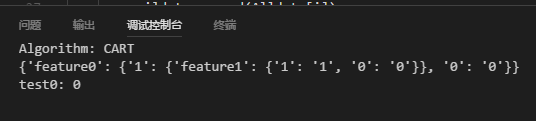 问题
输出
调试控制台
终端
Algorithm: CART
{'feature0': {'1': {'feature1': {'1': '1', '0': '0'}}, '0': '0'}}
test0: 0